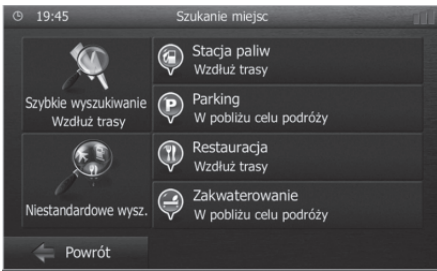 19:45
Szukanie miejsc
Szybkie wyszukiwanie
Wzdłuż trasy
Stacja paliw
Wzdłuż trasy
P
Parking
W pobliżu celu podróży
Niestandardowe wysz.
Restauracja
Wzdłuż trasy
Zakwaterowanie
W pobliżu celu podróży
Powrót